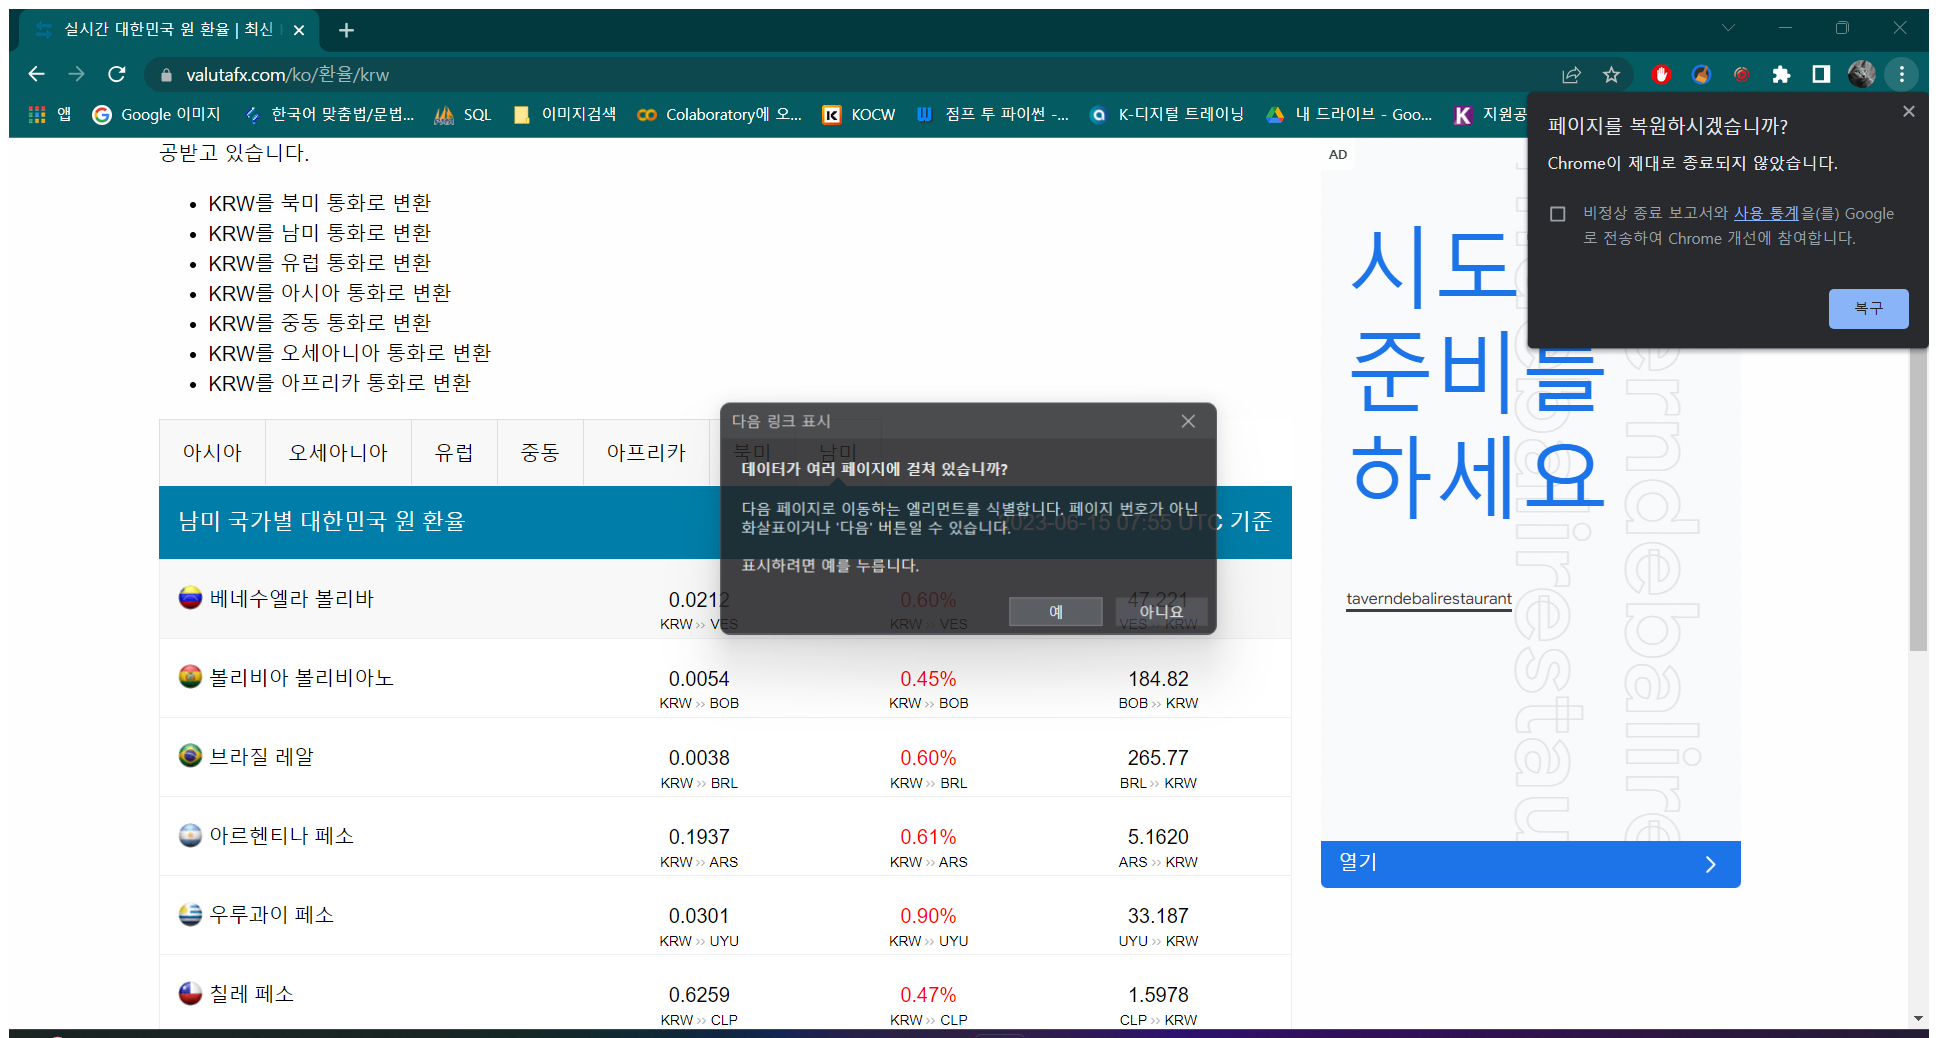 실시간 대한민국 원 환율 | 최신
valutafx.com/ko/환율/krw
앱
Google 이미지
한국어 맞춤법/문법...
SQL
이미지검색
Colaboratory에 오...
KOCW
점프 투 파이썬 -...
K-디지털 트레이닝
내 드라이브 - Goo...
지원공
페이지를 복원하시겠습니까?
Chrome이 제대로 종료되지 않았습니다.
비정상 종료 보고서와 사용 통계을(를) Google
로 전송하여 Chrome 개선에 참여합니다.
복구
공받고 있습니다.
• KRW를 북미 통화로 변환
• KRW를 남미 통화로 변환
• KRW를 유럽 통화로 변환
• KRW를 아시아 통화로 변환
• KRW를 중동 통화로 변환
• KRW를 오세아니아 통화로 변환
• KRW를 아프리카 통화로 변환
아시아 오세아니아 유럽 중동 아프리카 북미 남미
다음 링크 표시
데이터가 여러 페이지에 걸쳐 있습니까?
다음 페이지로 이동하는 엘리먼트를 식별합니다. 페이지 번호가 아닌
화살표이거나 '다음' 버튼일 수 있습니다.
표시하려면 예를 누릅니다.
예 아니요
남미 국가별 대한민국 원 환율 2023-06-15 07:55 UTC 기준
베네수엘라 볼리바 0.0212 0.60% 47.221
KRW ›› VES KRW ›› VES VES ›› KRW
볼리비아 볼리비아노 0.0054 0.45% 184.82
KRW ›› BOB KRW ›› BOB BOB ›› KRW
브라질 레알 0.0038 0.60% 265.77
KRW ›› BRL KRW ›› BRL BRL ›› KRW
아르헨티나 페소 0.1937 0.61% 5.1620
KRW ›› ARS KRW ›› ARS ARS ›› KRW
우루과이 페소 0.0301 0.90% 33.187
KRW ›› UYU KRW ›› UYU UYU ›› KRW
칠레 페소 0.6259 0.47% 1.5978
KRW ›› CLP KRW ›› CLP CLP ›› KRW
AD
시도
준비를
하세요
taverndebalirestaurant
열기